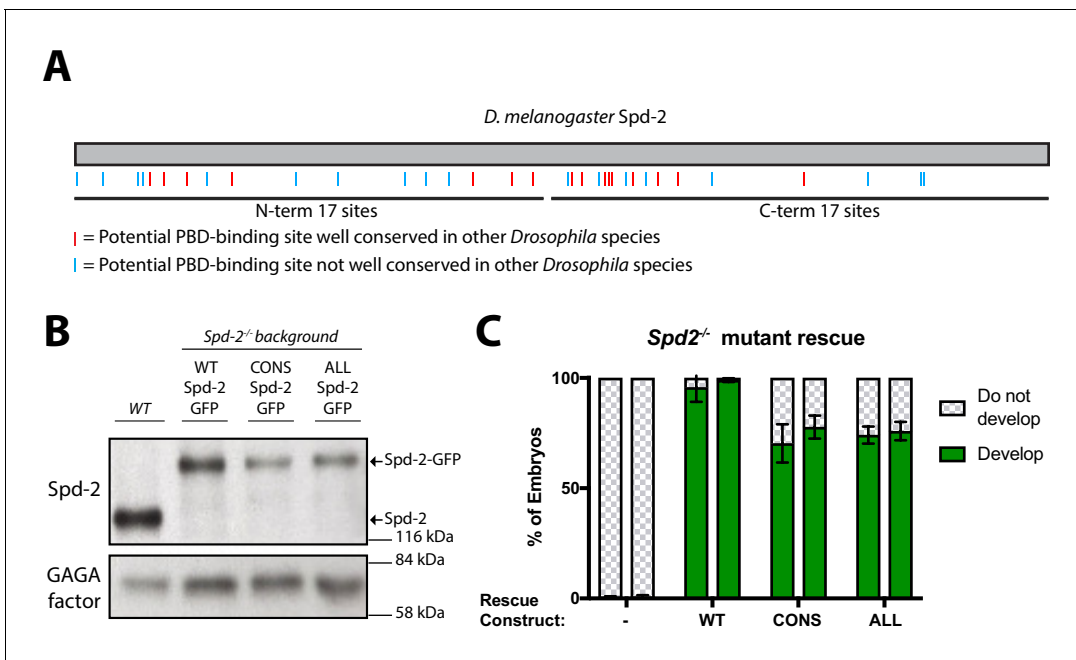 A
D. melanogaster Spd-2
N-term 17 sites
C-term 17 sites
= Potential PBD-binding site well conserved in other Drosophila species
= Potential PBD-binding site not well conserved in other Drosophila species
B
Spd-2-/- background
WT
WT
Spd-2
GFP
CONS
Spd-2
GFP
ALL
Spd-2
GFP
Spd-2
Spd-2-GFP
Spd-2
116 kDa
GAGA
factor
84 kDa
58 kDa
C
Spd2-/- mutant rescue
% of Embryos
100
50
0
Do not
develop
Develop
Rescue
Construct:
-
WT
CONS
ALL